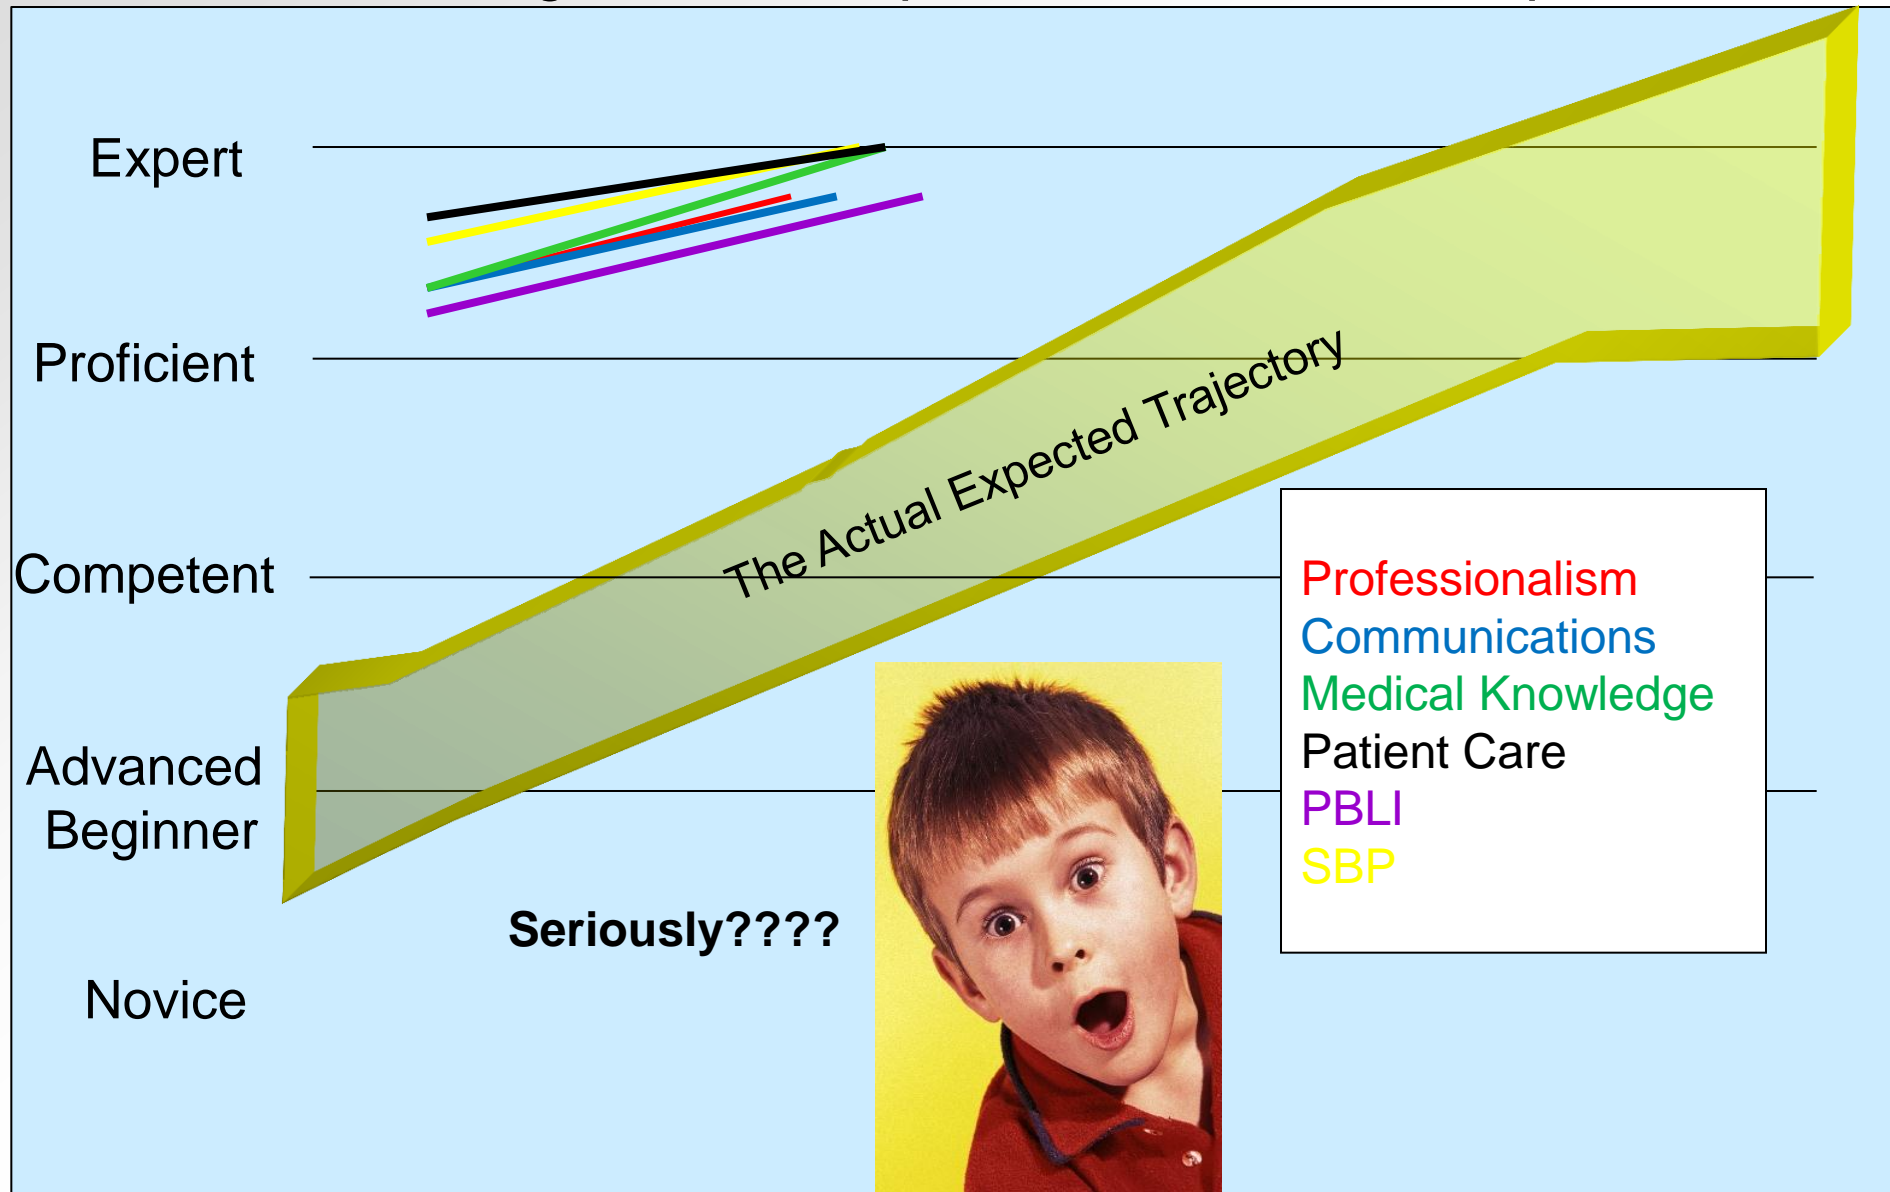 Expert
Proficient
The Actual Expected Trajectory
Competent
Professionalism
Communications
Medical Knowledge
Patient Care
PBLI
SBP
Advanced
Beginner
Seriously????
Novice